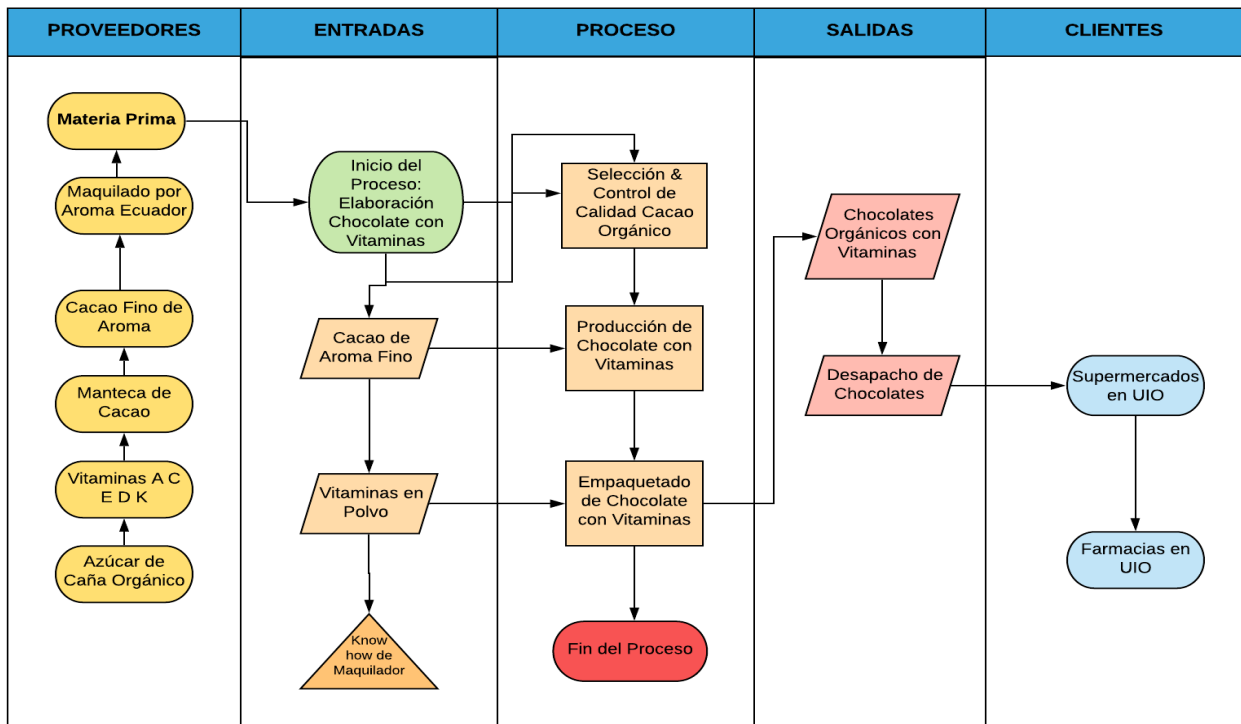 PROVEEDORES
ENTRADAS
PROCESO
SALIDAS
CLIENTES
Materia Prima
Maquilado por
Aroma Ecuador
Cacao Fino de
Aroma
Manteca de
Cacao
Vitaminas A C
E D K
Azúcar de
Caña Orgánico
Inicio del
Proceso:
Elaboración
Chocolate con
Vitaminas
Cacao de
Aroma Fino
Vitaminas en
Polvo
Know
how de
Maquilador
Selección &
Control de
Calidad Cacao
Orgánico
Producción de
Chocolate con
Vitaminas
Empaquetado
de Chocolate
con Vitaminas
Fin del Proceso
Chocolates
Orgánicos con
Vitaminas
Desapacho de
Chocolates
Supermercados
en UIO
Farmacias en
UIO